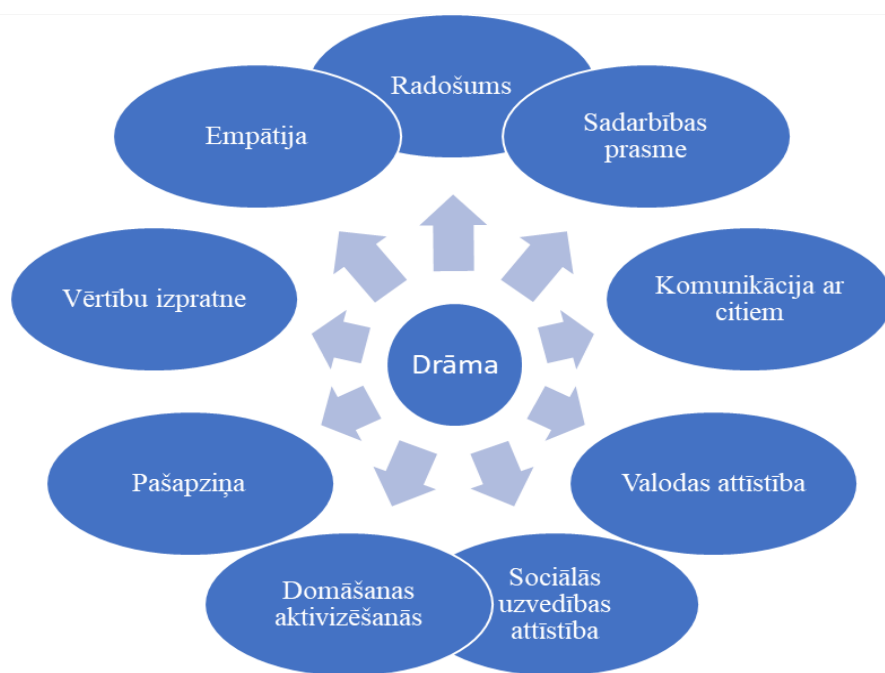 Radošums
Sadarbības
prasme
Komunikācija ar
citiem
Valodas attīstība
Sociālās
uzvedības
attīstība
Domāšanas
aktivizēšanās
Pašapziņa
Vērtību izpratne
Empātija
Drāma